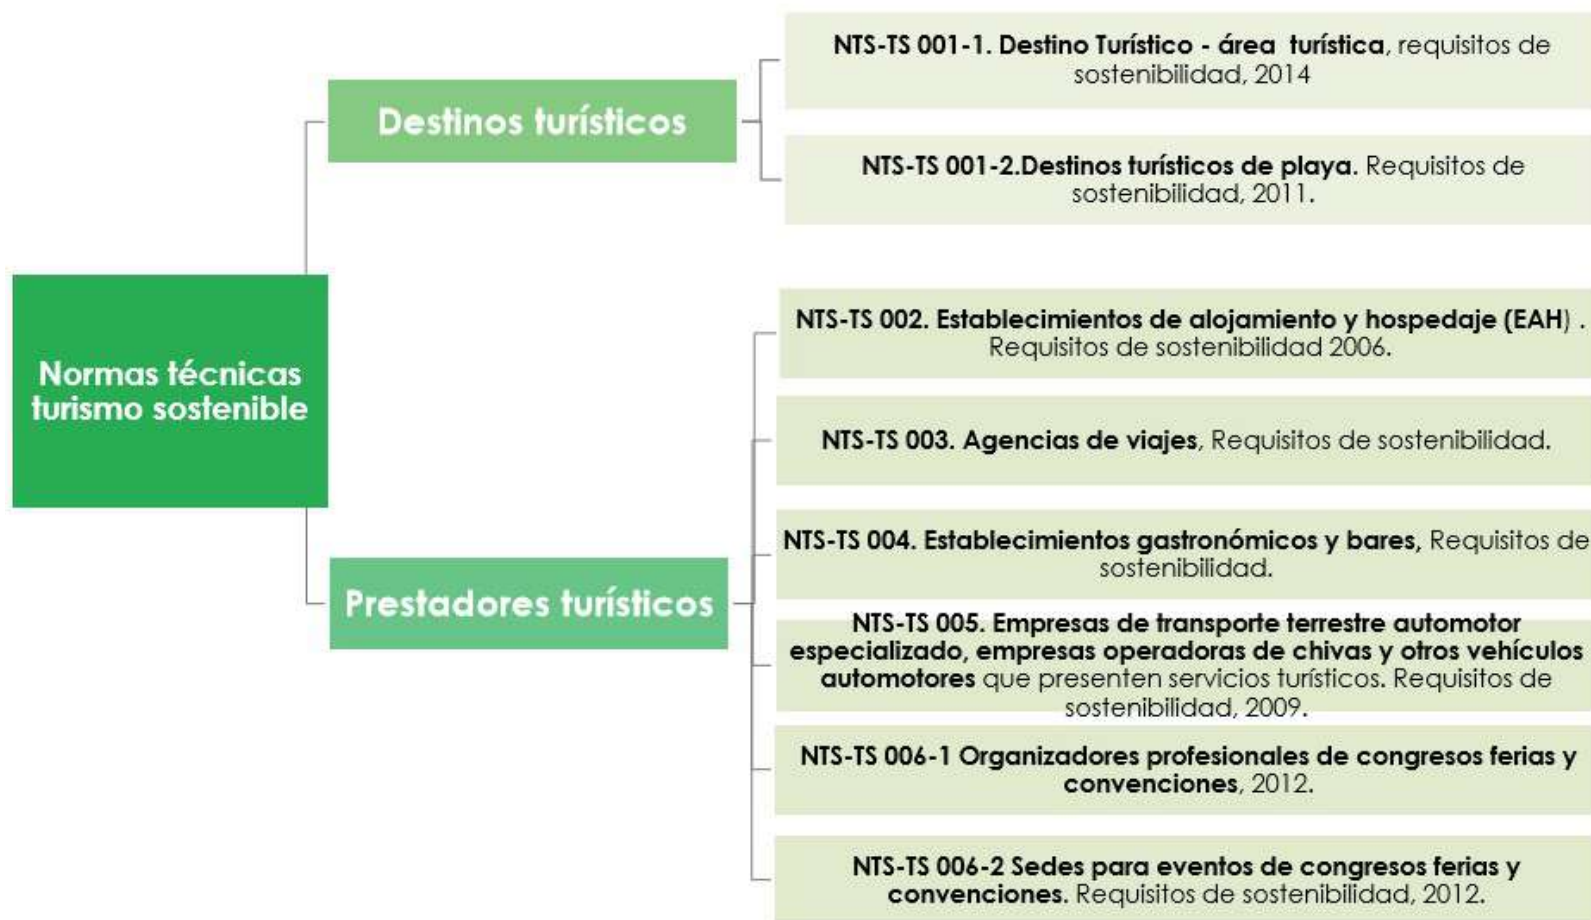 Normas técnicas
turismo sostenible
Destinos turísticos
NTS-TS 001-1. Destino Turístico - área turística, requisitos de
sostenibilidad, 2014
NTS-TS 001-2.Destinos turísticos de playa. Requisitos de
sostenibilidad, 2011.
Prestadores turísticos
NTS-TS 002. Establecimientos de alojamiento y hospedaje (EAH) .
Requisitos de sostenibilidad 2006.
NTS-TS 003. Agencias de viajes, Requisitos de sostenibilidad.
NTS-TS 004. Establecimientos gastronómicos y bares, Requisitos de
sostenibilidad.
NTS-TS 005. Empresas de transporte terrestre automotor
especializado, empresas operadoras de chivas y otros vehículos
automotores que presenten servicios turísticos. Requisitos de
sostenibilidad, 2009.
NTS-TS 006-1 Organizadores profesionales de congresos ferias y
convenciones, 2012.
NTS-TS 006-2 Sedes para eventos de congresos ferias y
convenciones. Requisitos de sostenibilidad, 2012.